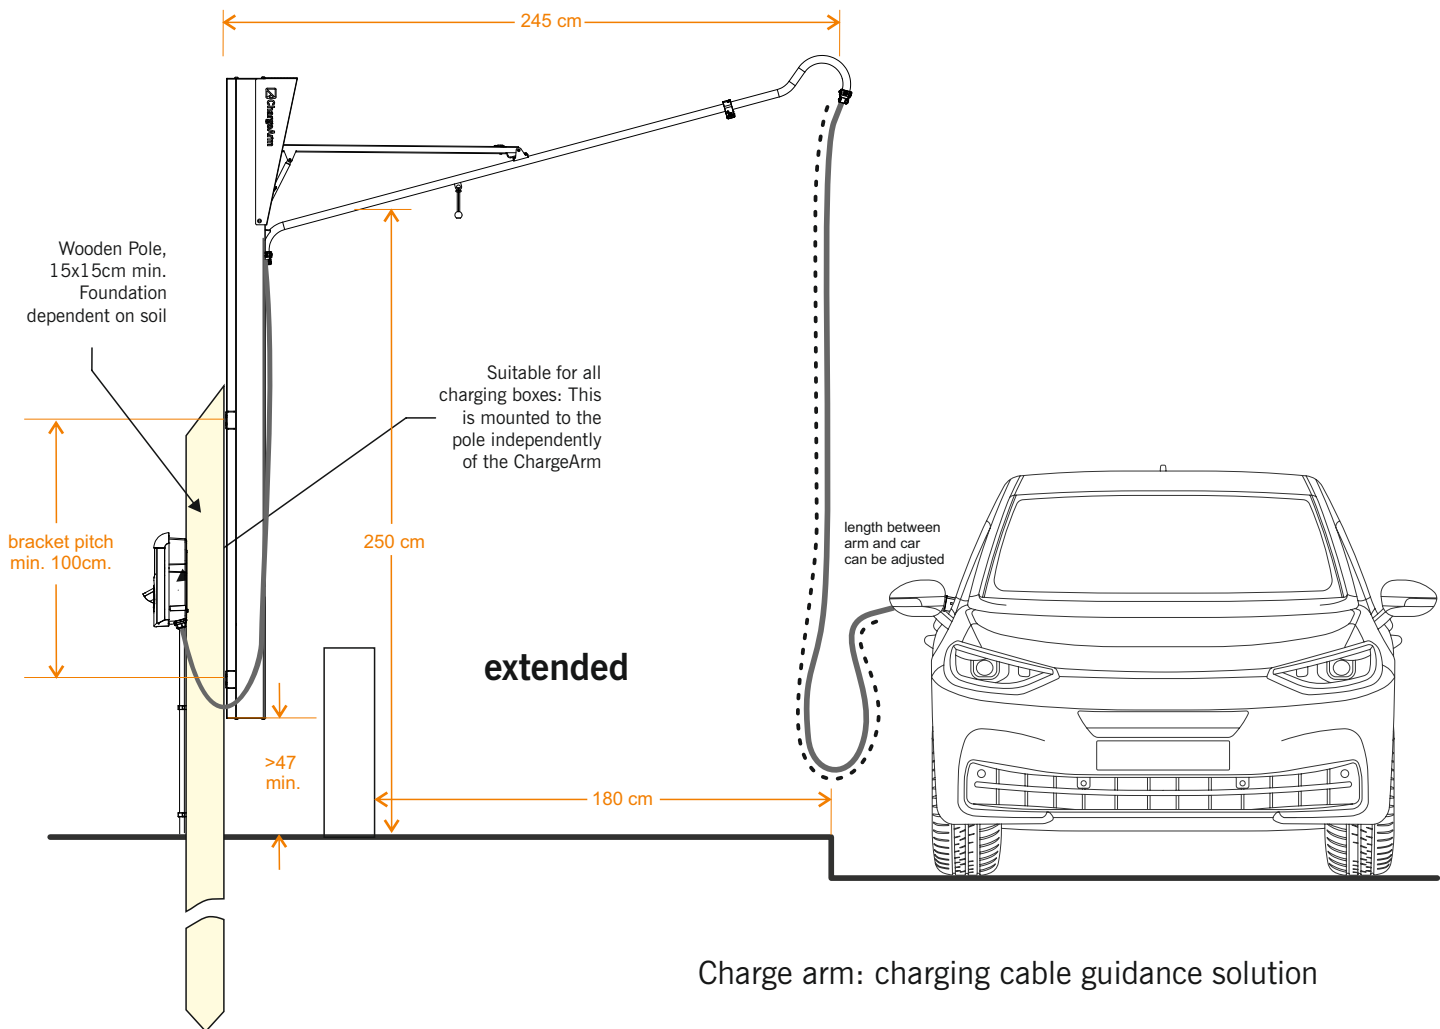 245 cm
ChargeArm
Wooden Pole,
15x15cm min.
Foundation
dependent on soil
Suitable for all
charging boxes: This
is mounted to the
pole independently
of the ChargeArm
bracket pitch
min. 100cm.
250 cm
length between
arm and car
can be adjusted
extended
>47
min.
180 cm
Charge arm: charging cable guidance solution